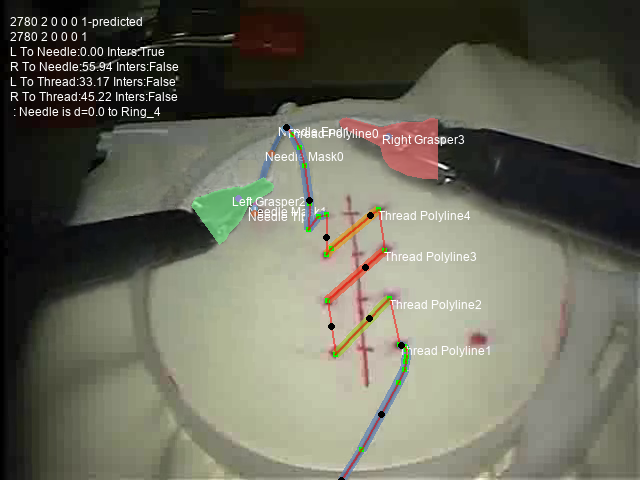 2780 2 0 0 0 1-predicted
2780 2 0 0 0 1
L To Needle:0.00 Inters:True
R To Needle:55.94 Inters:False
L To Thread:33.17 Inters:False
R To Thread:45.22 Inters:False
: Needle is d=0.0 to Ring_4
Thread Polyline0
Right Grasper3
Needle Mask0
Left Grasper2
Thread Polyline4
Thread Polyline3
Thread Polyline2
Thread Polyline1